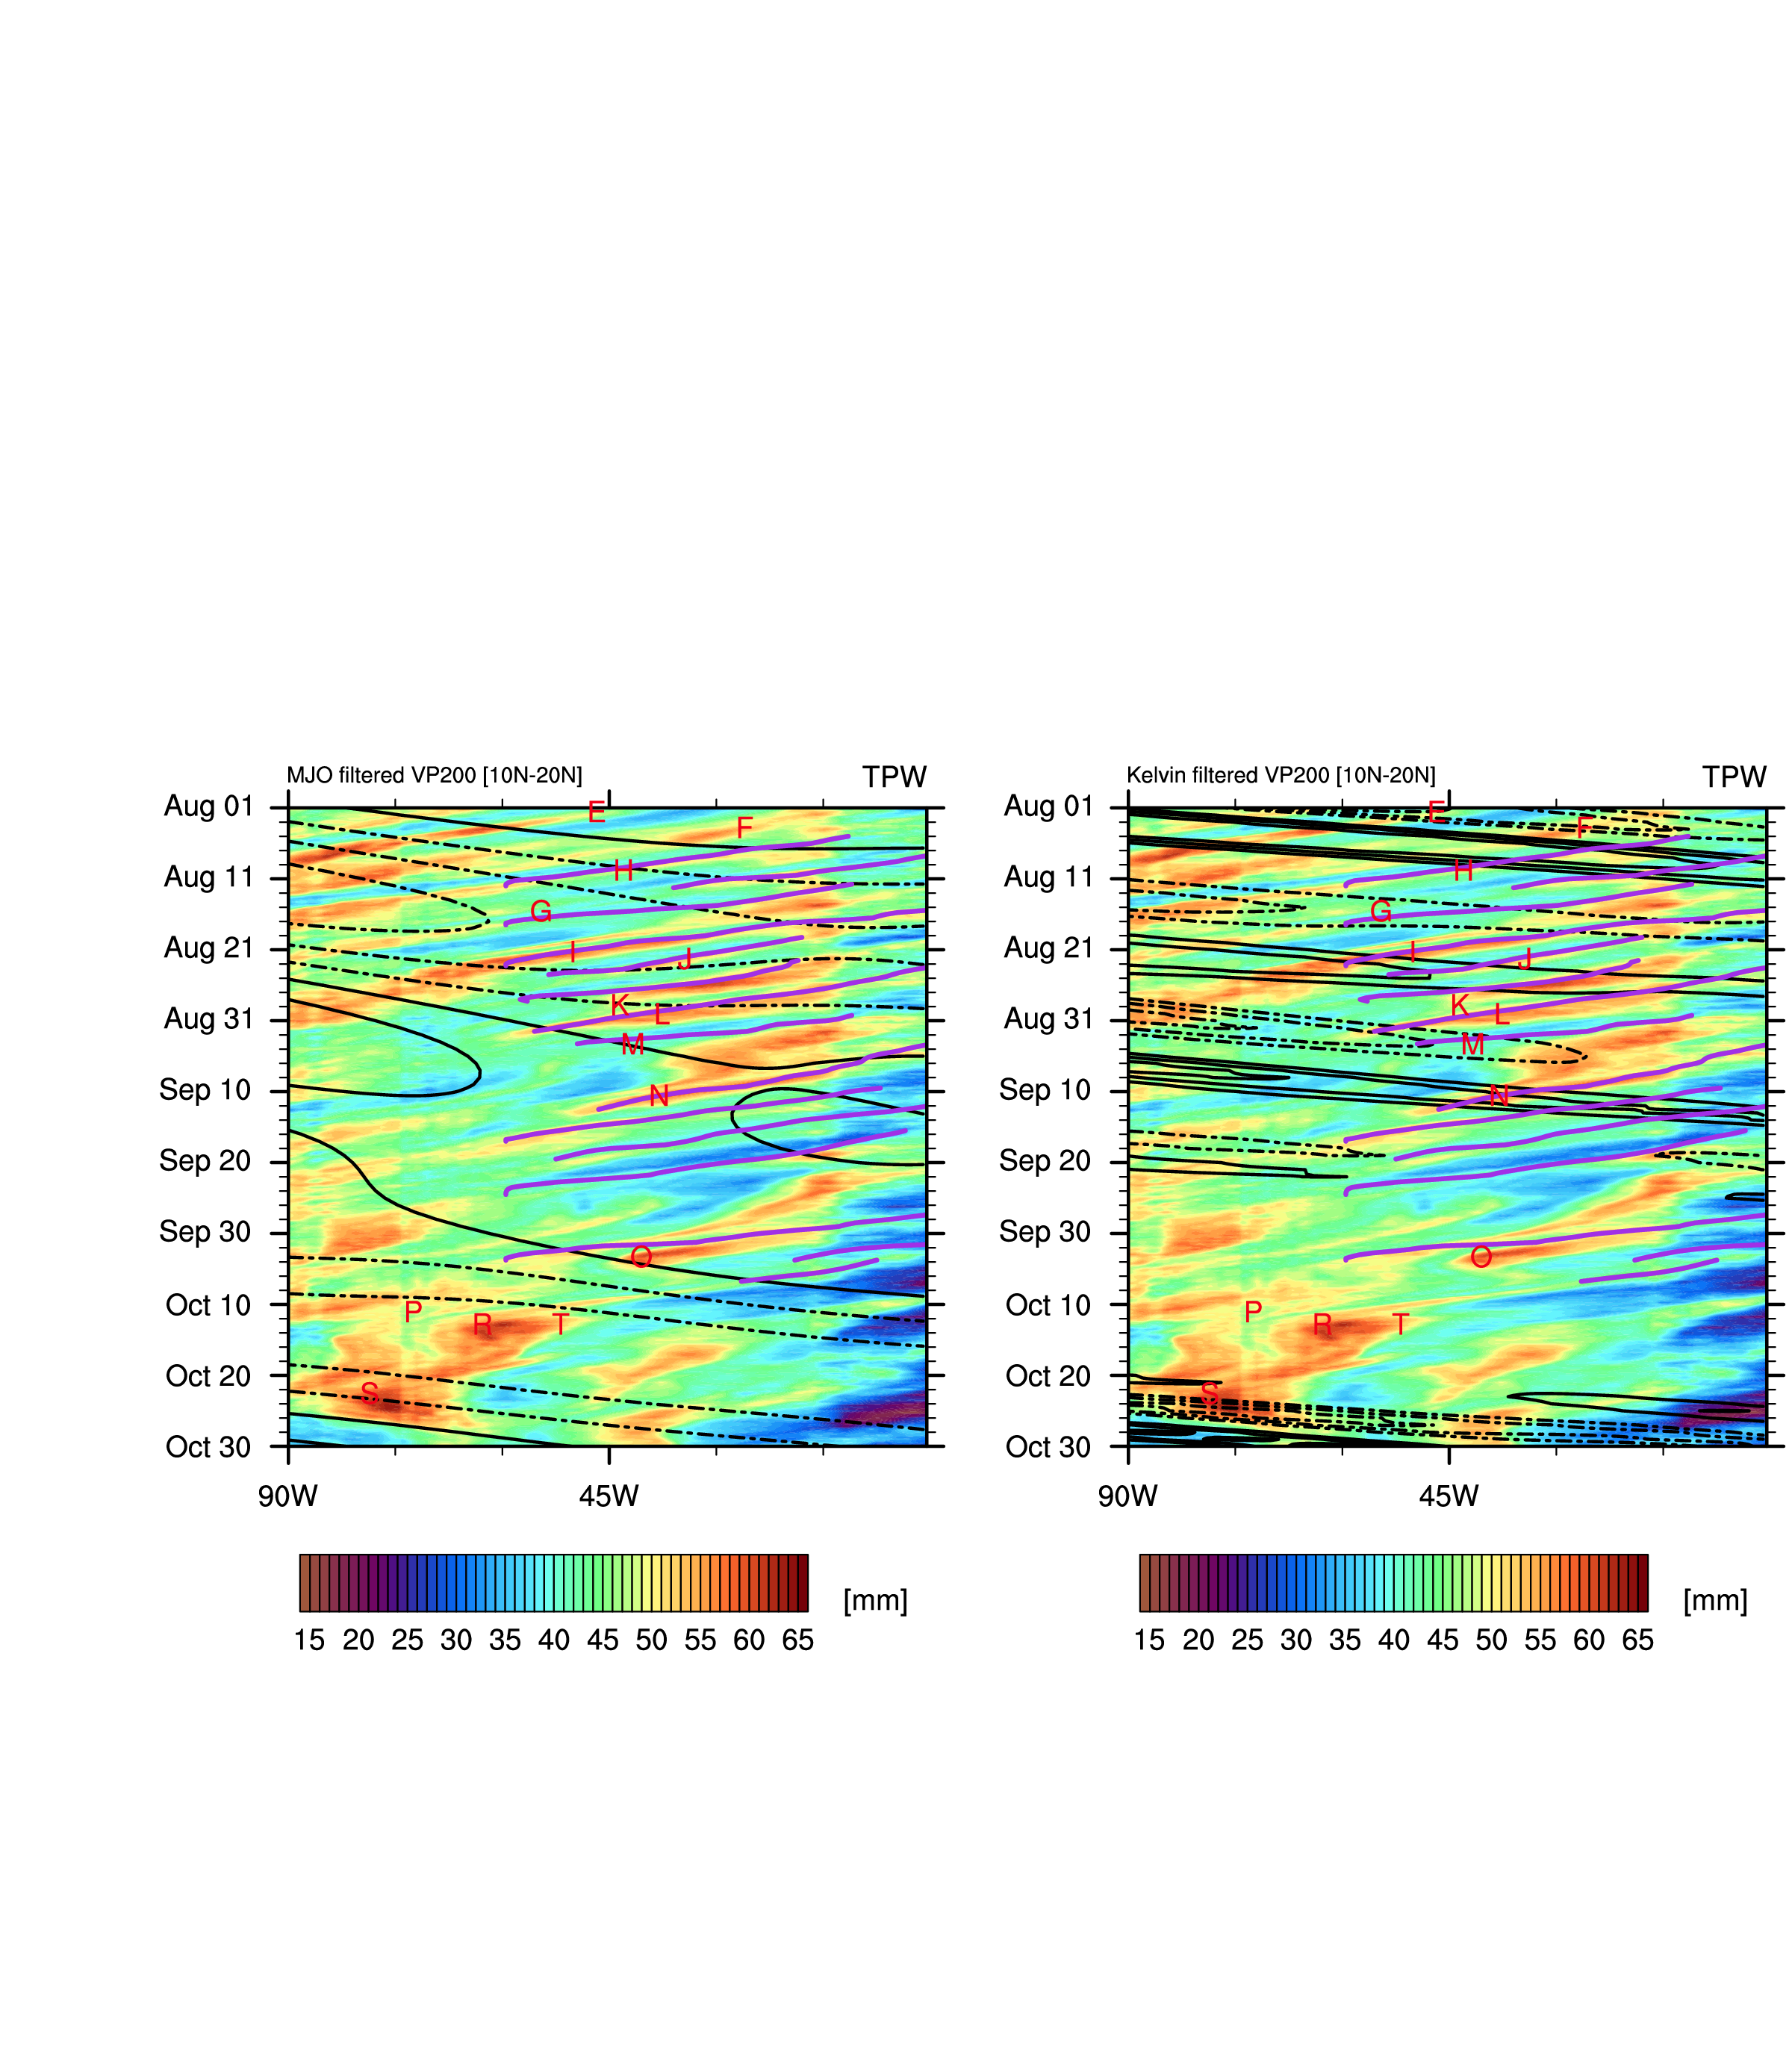 MJO filtered VP200 [10N-20N] TPW
Aug 01
Aug 11
Aug 21
Aug 31
Sep 10
Sep 20
Sep 30
Oct 10
Oct 20
Oct 30
E
F
H
G
I
J
K
L
M
N
O
P
R
T
S
90W 45W
15 20 25 30 35 40 45 50 55 60 65
[mm]
Kelvin filtered VP200 [10N-20N] TPW
Aug 01
Aug 11
Aug 21
Aug 31
Sep 10
Sep 20
Sep 30
Oct 10
Oct 20
Oct 30
E
F
H
G
I
J
K
L
M
N
O
P
R
T
S
90W 45W
15 20 25 30 35 40 45 50 55 60 65
[mm]